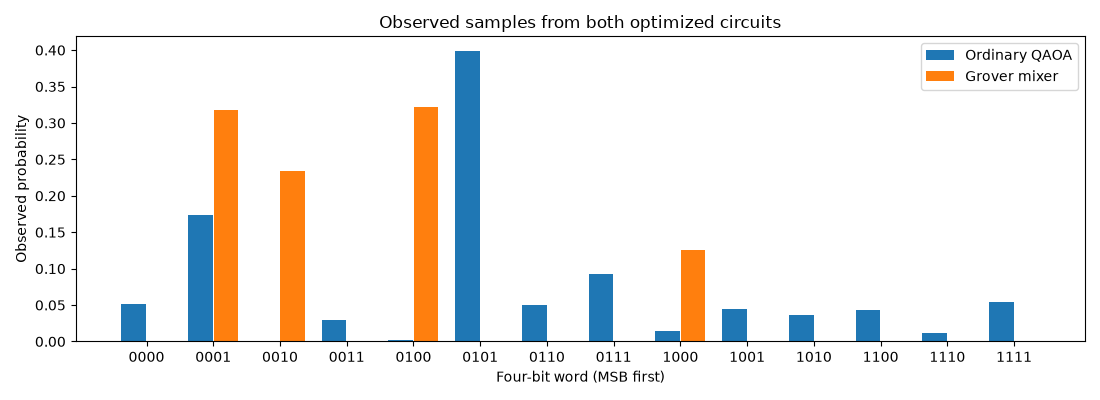 Observed samples from both optimized circuits
Ordinary QAOA
Grover mixer
Observed probability
0.40
0.35
0.30
0.25
0.20
0.15
0.10
0.05
0.00
0000 0001 0010 0011 0100 0101 0110 0111 1000 1001 1010 1100 1110 1111
Four-bit word (MSB first)